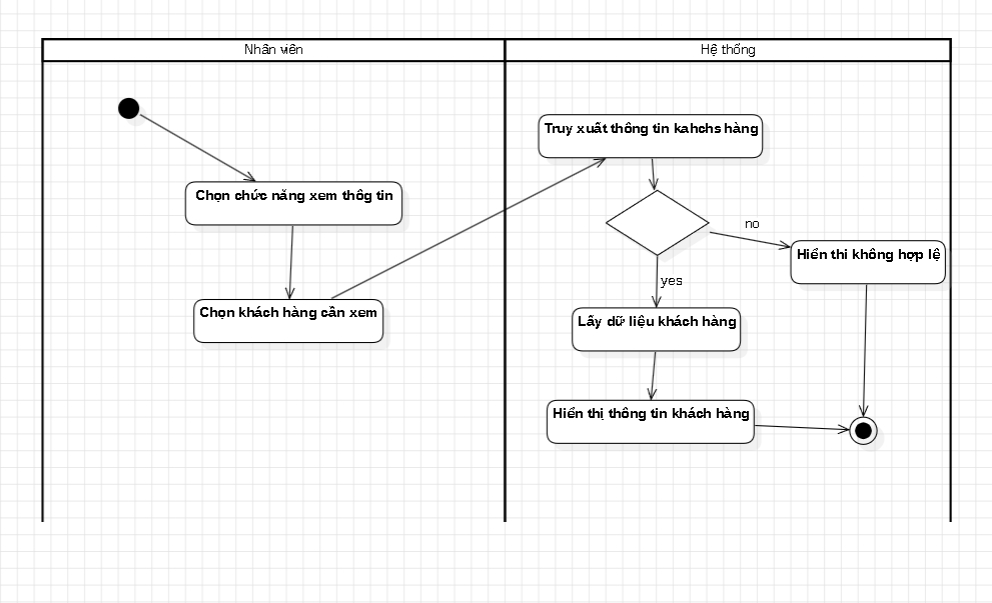 Nhân viên
Hệ thống
Truy xuất thông tin kahchs hàng
Chọn chức năng xem thôg tin
no
Hiển thi không hợp lệ
yes
Chọn khách hàng cần xem
Lấy dữ liệu khách hàng
Hiển thị thông tin khách hàng